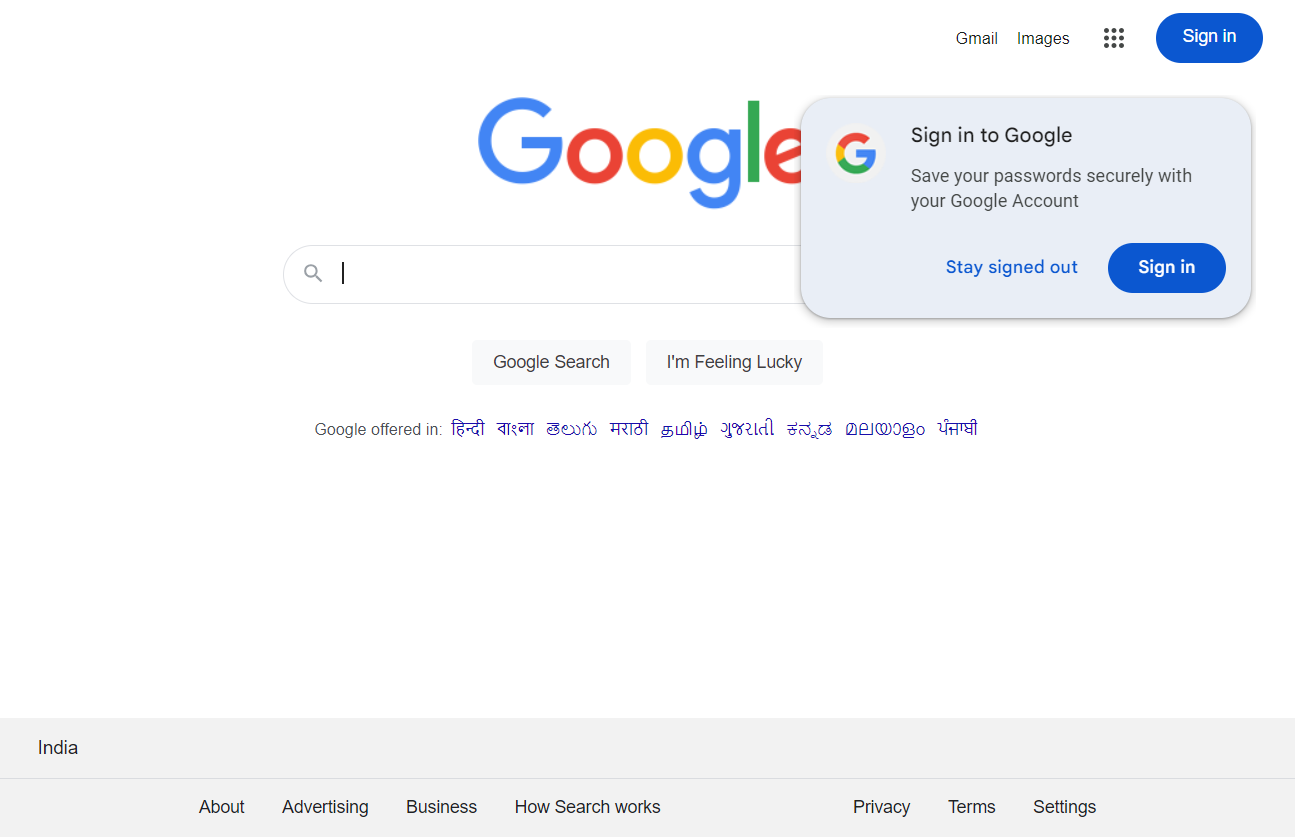 Gmail Images Sign in
Google
Sign in to Google
Save your passwords securely with
your Google Account
Stay signed out Sign in
Google Search I'm Feeling Lucky
Google offered in: हिन्दी বাংলা తెలుగు मराठी தமிழ் ગુજરાતી ಕನ್ನಡ മലയാളം ਪੰਜਾਬੀ
India
About Advertising Business How Search works Privacy Terms Settings